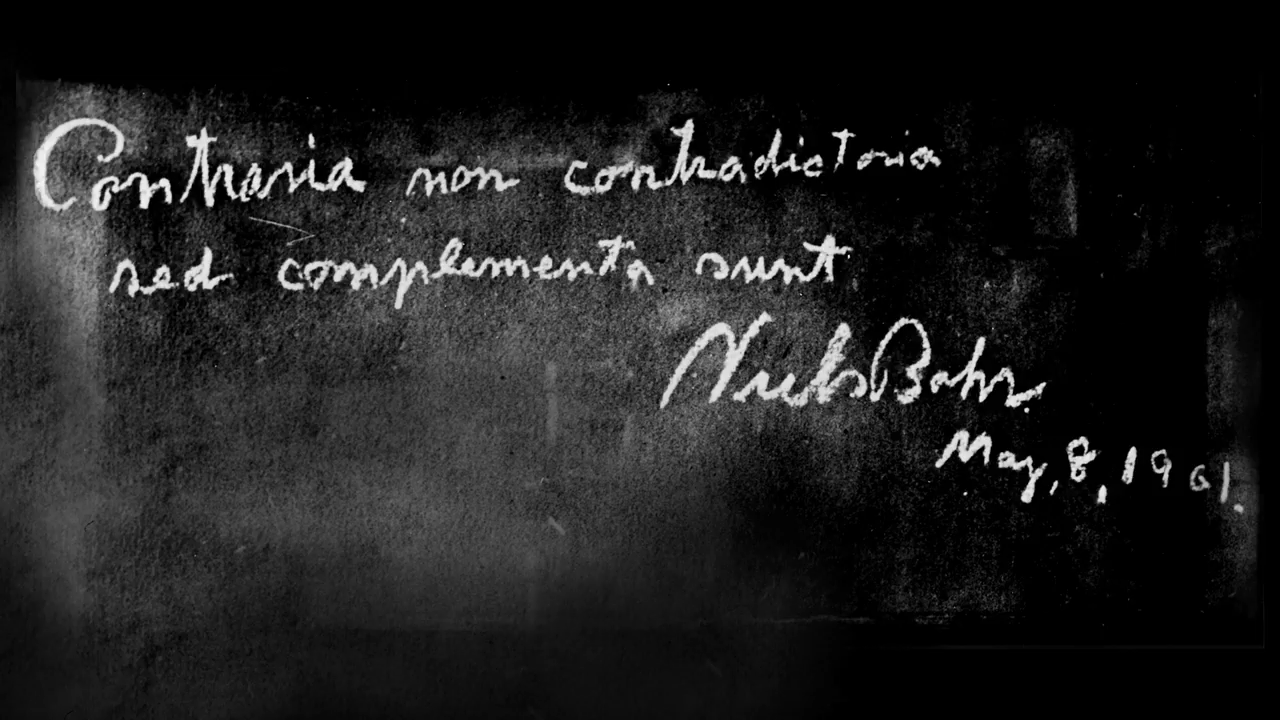 Contraria non contradictoria
sed complementa sunt
Niels Bohr
May, 8, 1961.